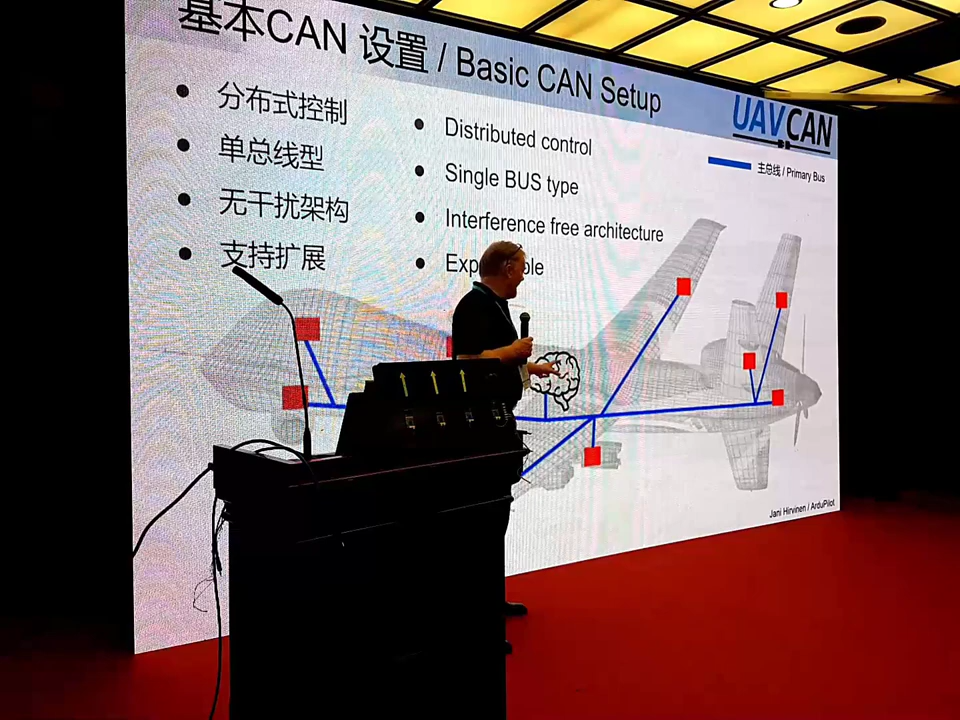 基本CAN 设置 / Basic CAN Setup
UAVCAN
主总线 / Primary Bus
分布式控制
单总线型
无干扰架构
支持扩展
Distributed control
Single BUS type
Interference free architecture
Jani Hirvinen / ArduPilot